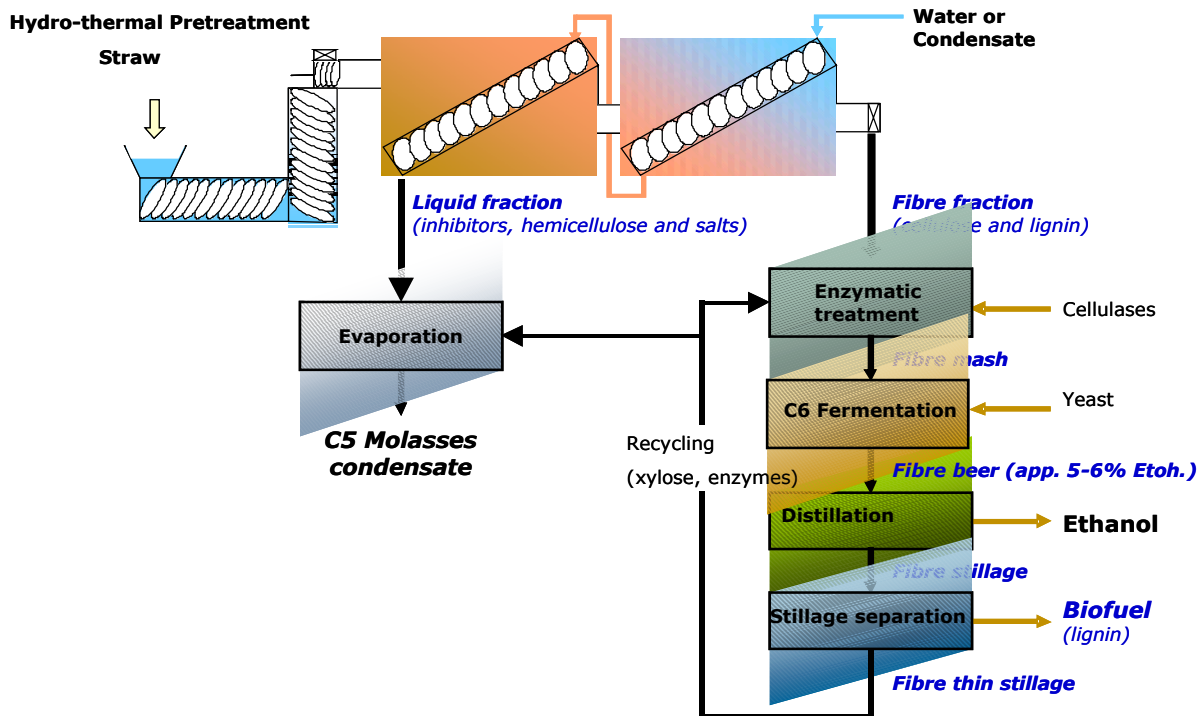 Hydro-thermal Pretreatment
Straw
Water or
Condensate
Liquid fraction
(inhibitors, hemicellulose and salts)
Fibre fraction
(cellulose and lignin)
Enzymatic
treatment
Cellulases
Evaporation
Fibre mash
C6 Fermentation
Yeast
C5 Molasses
condensate
Recycling
(xylose, enzymes)
Fibre beer (app. 5-6% Etoh.)
Distillation
Ethanol
Fibre stillage
Stillage separation
Biofuel
(lignin)
Fibre thin stillage